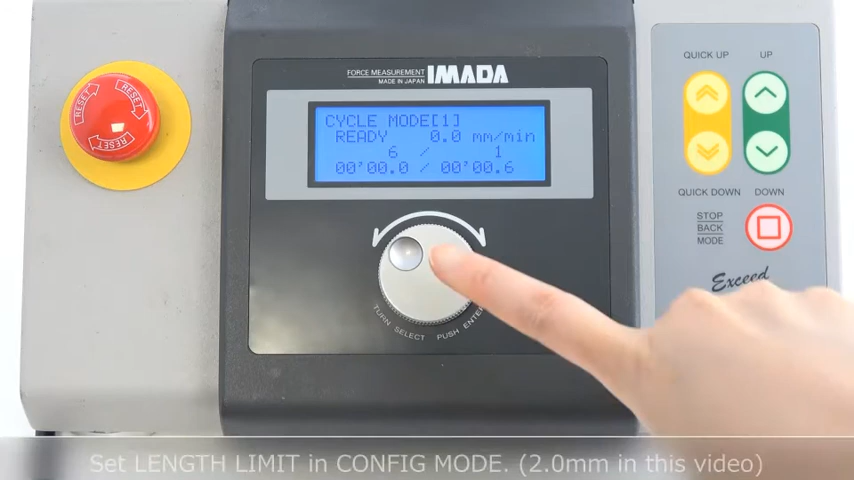 FORCE MEASUREMENT
MADE IN JAPAN
IMADA
CYCLE MODE[1]
READY 0.0 mm/min
6 / 1
00'00.0 / 00'00.6
TURN SELECT PUSH ENTER
RESET
RESET
RESET
QUICK UP UP
QUICK DOWN DOWN
STOP
BACK
MODE
Exceed
Set LENGTH LIMIT in CONFIG MODE. (2.0mm in this video)